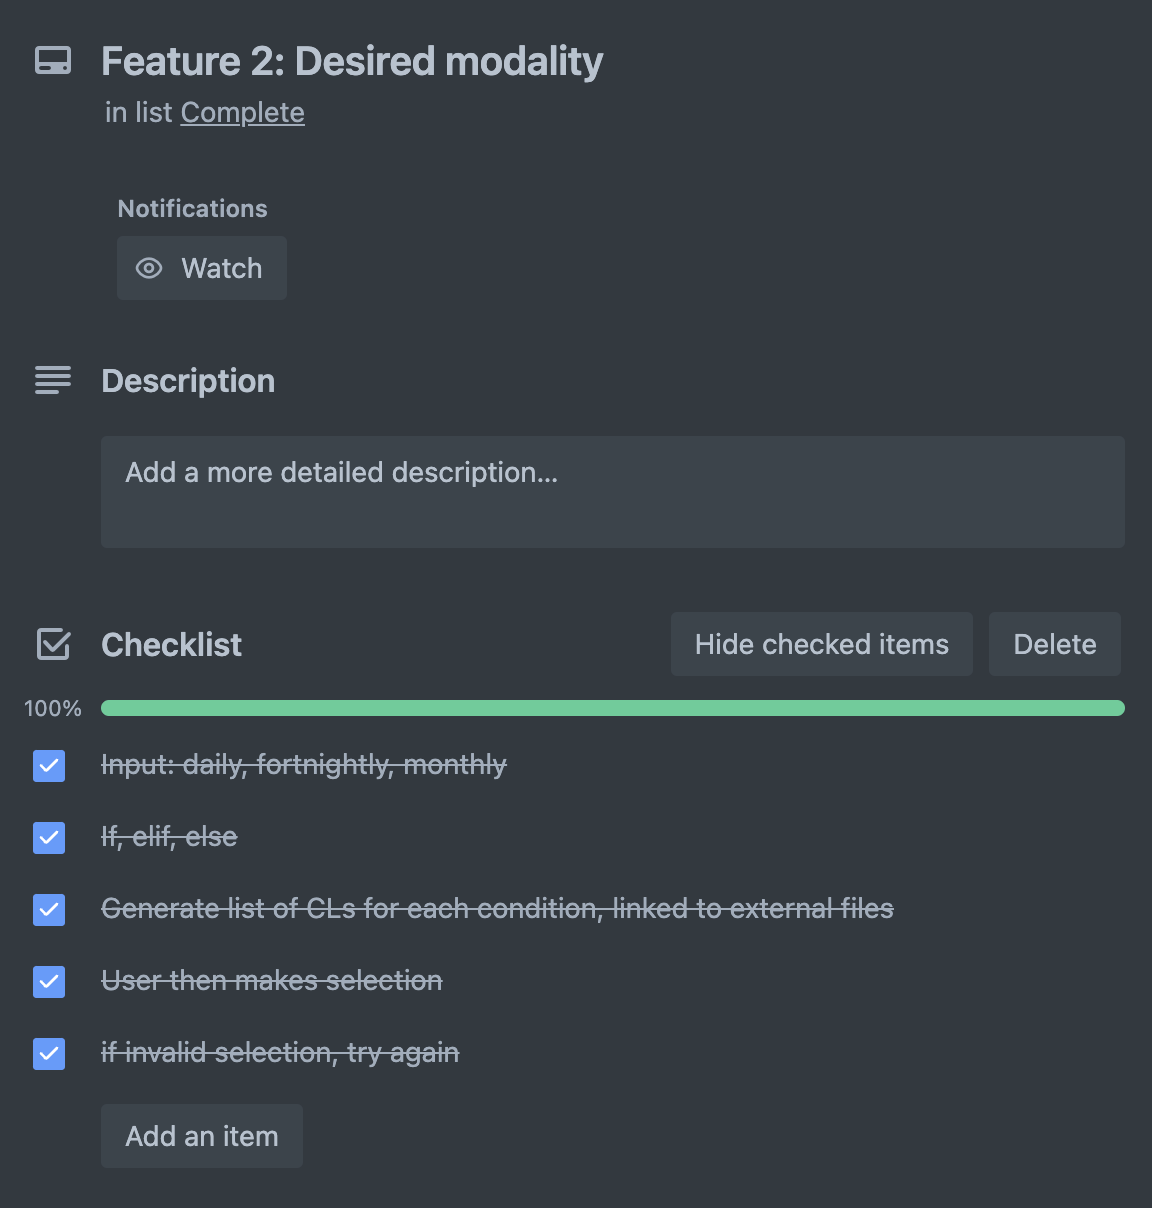 Feature 2: Desired modality
in list Complete
Notifications
Watch
Description
Add a more detailed description...
Checklist
Hide checked items
Delete
100%
Input: daily, fortnightly, monthly
If, elif, else
Generate list of CLs for each condition, linked to external files
User then makes selection
if invalid selection, try again
Add an item